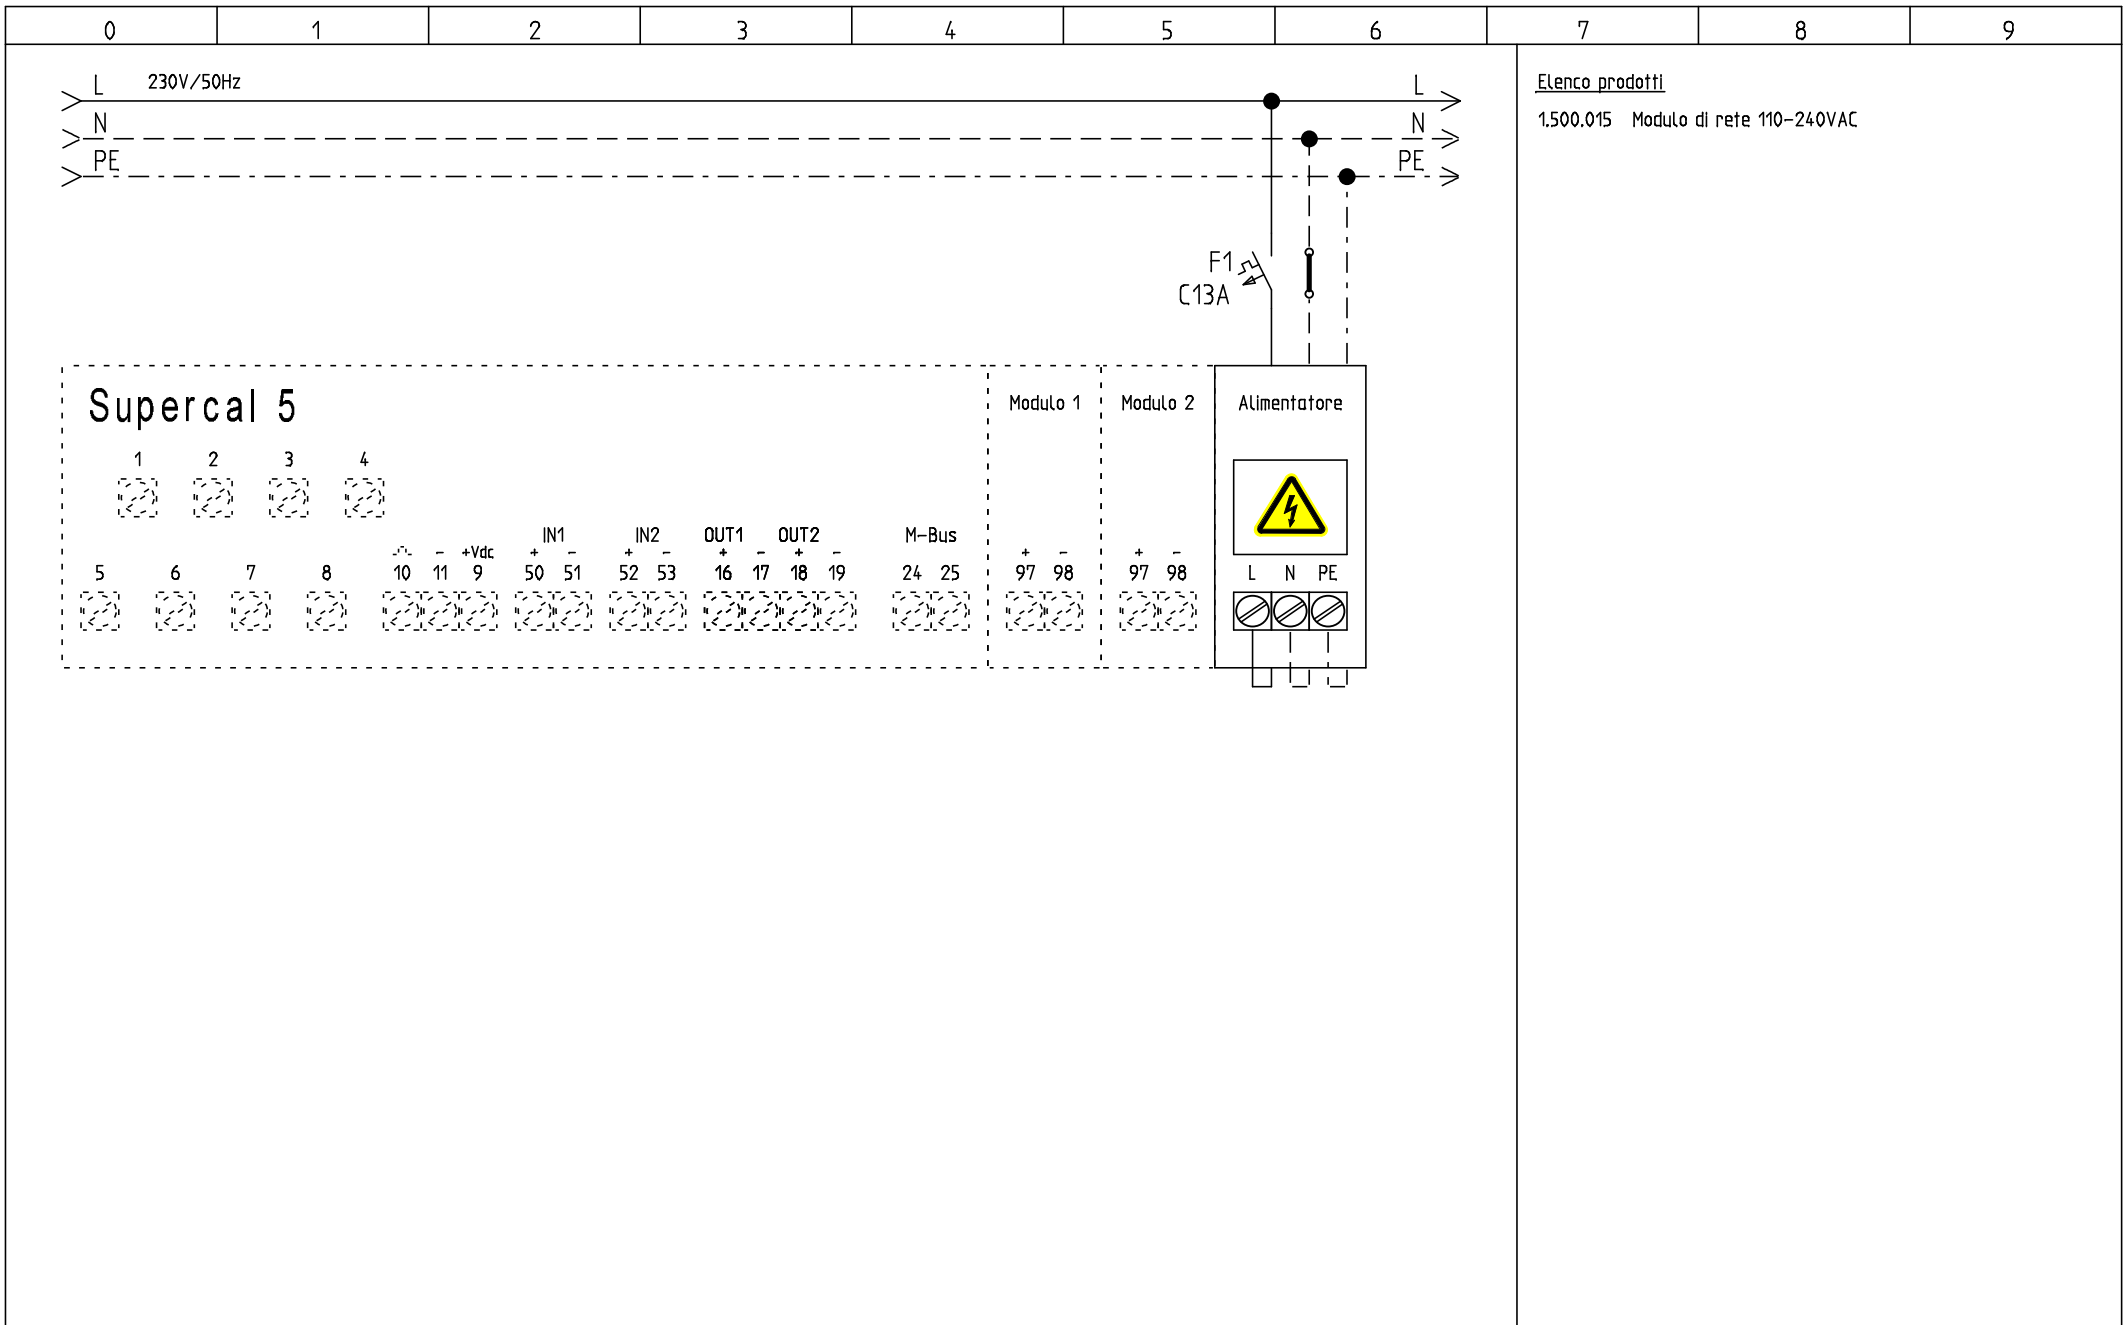 0 1 2 3 4 5 6 7 8 9
L 230V/50Hz L
N N
PE PE
Elenco prodotti
1.500.015 Modulo di rete 110-240VAC
F1
C13A
Supercal 5
Modulo 1 Modulo 2 Alimentatore
1 2 3 4
IN1 IN2 OUT1 OUT2 M-Bus
- +Vdc + - + - + - + - + - + -
5 6 7 8 10 11 9 50 51 52 53 16 17 18 19 24 25 97 98 97 98 L N PE